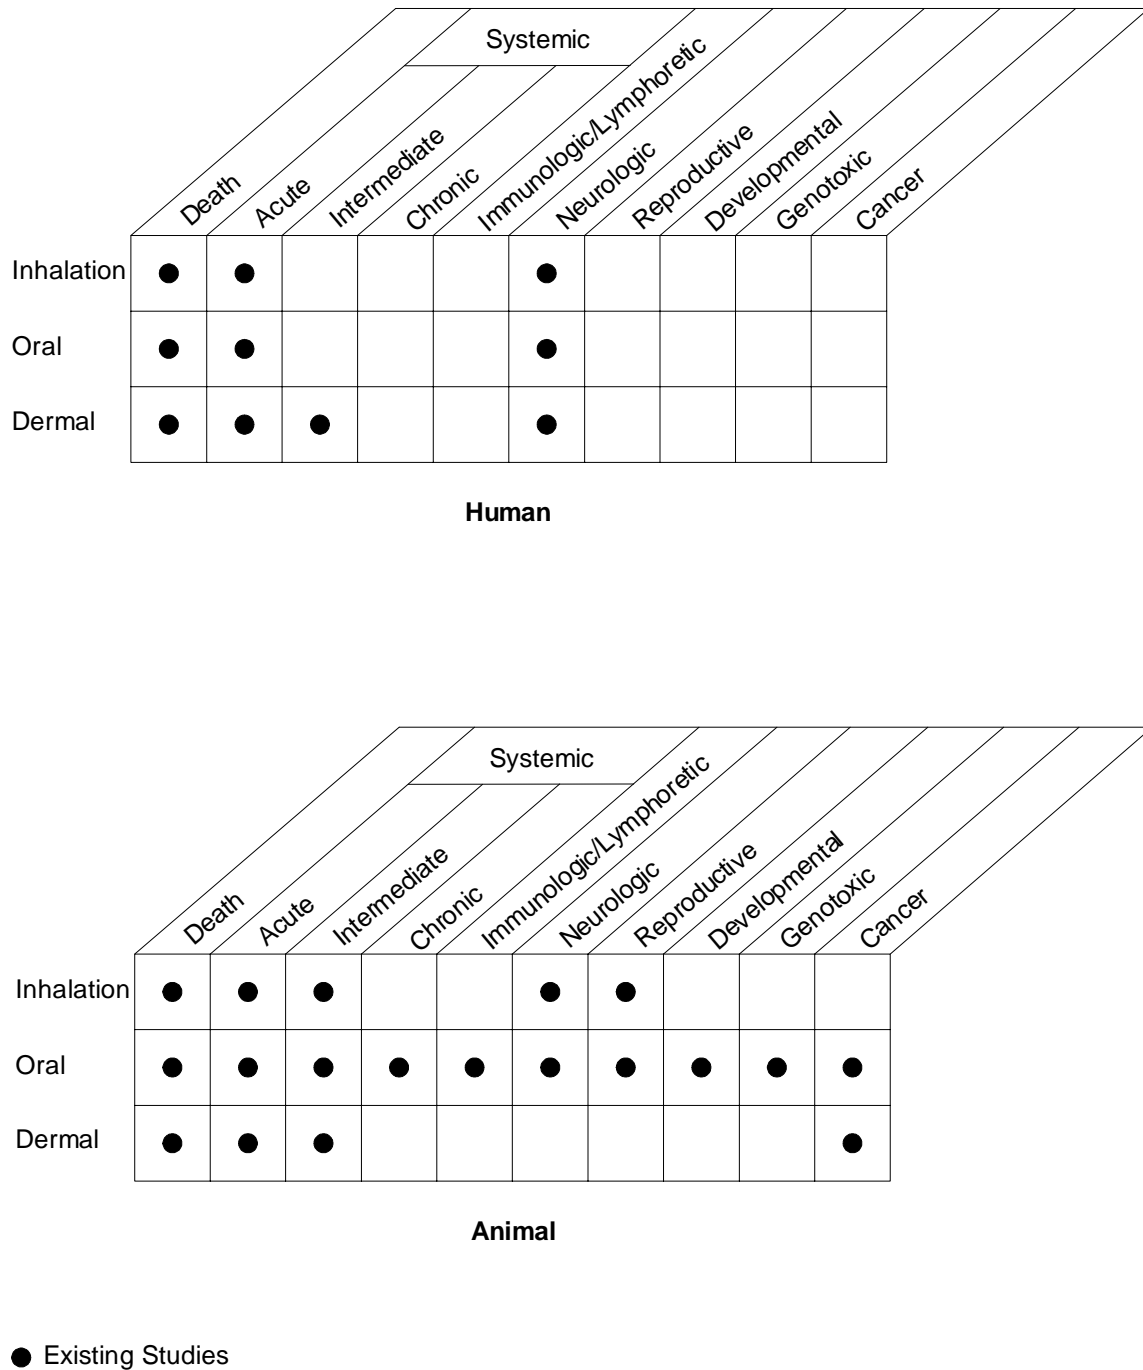 Systemic
Death
Acute
Intermediate
Chronic
Immunologic/Lymphoretic
Neurologic
Reproductive
Developmental
Genotoxic
Cancer
Inhalation
Oral
Dermal
Human
Systemic
Death
Acute
Intermediate
Chronic
Immunologic/Lymphoretic
Neurologic
Reproductive
Developmental
Genotoxic
Cancer
Inhalation
Oral
Dermal
Animal
Existing Studies